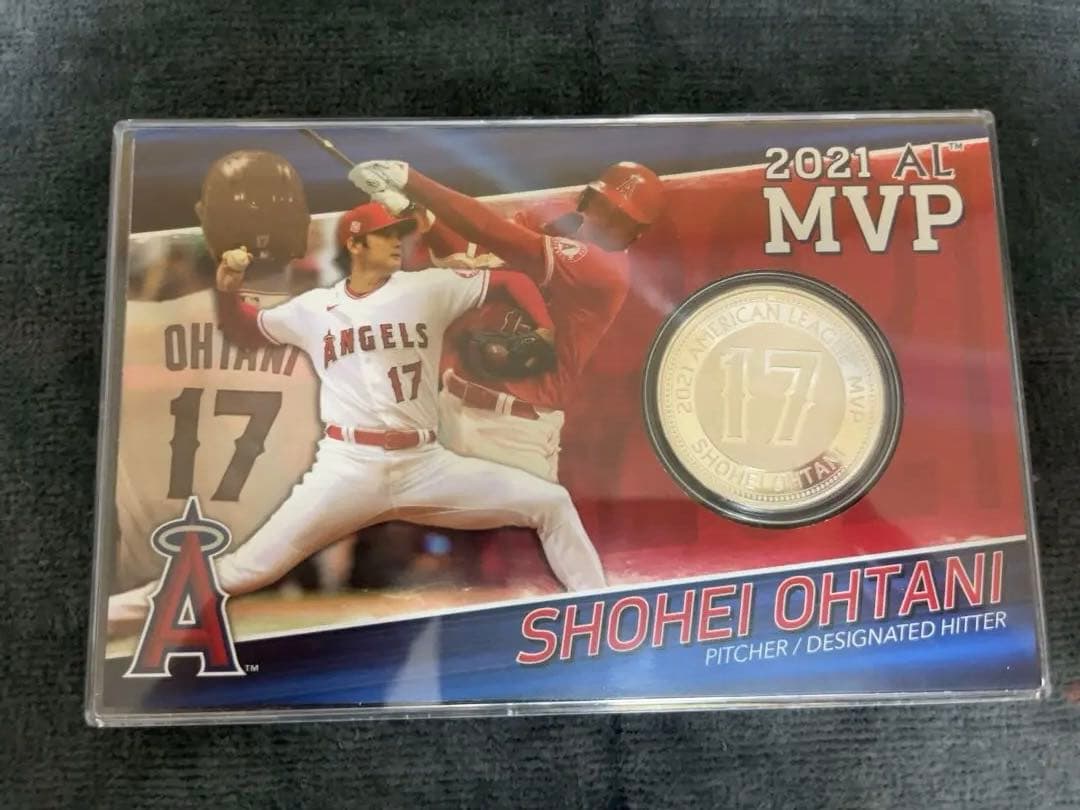 2021 AL™
MVP
OHTANI
17
ANGELS
17
2021 AMERICAN LEAGUE MVP
17
SHOHEI OHTANI
A
™
SHOHEI OHTANI
PITCHER / DESIGNATED HITTER